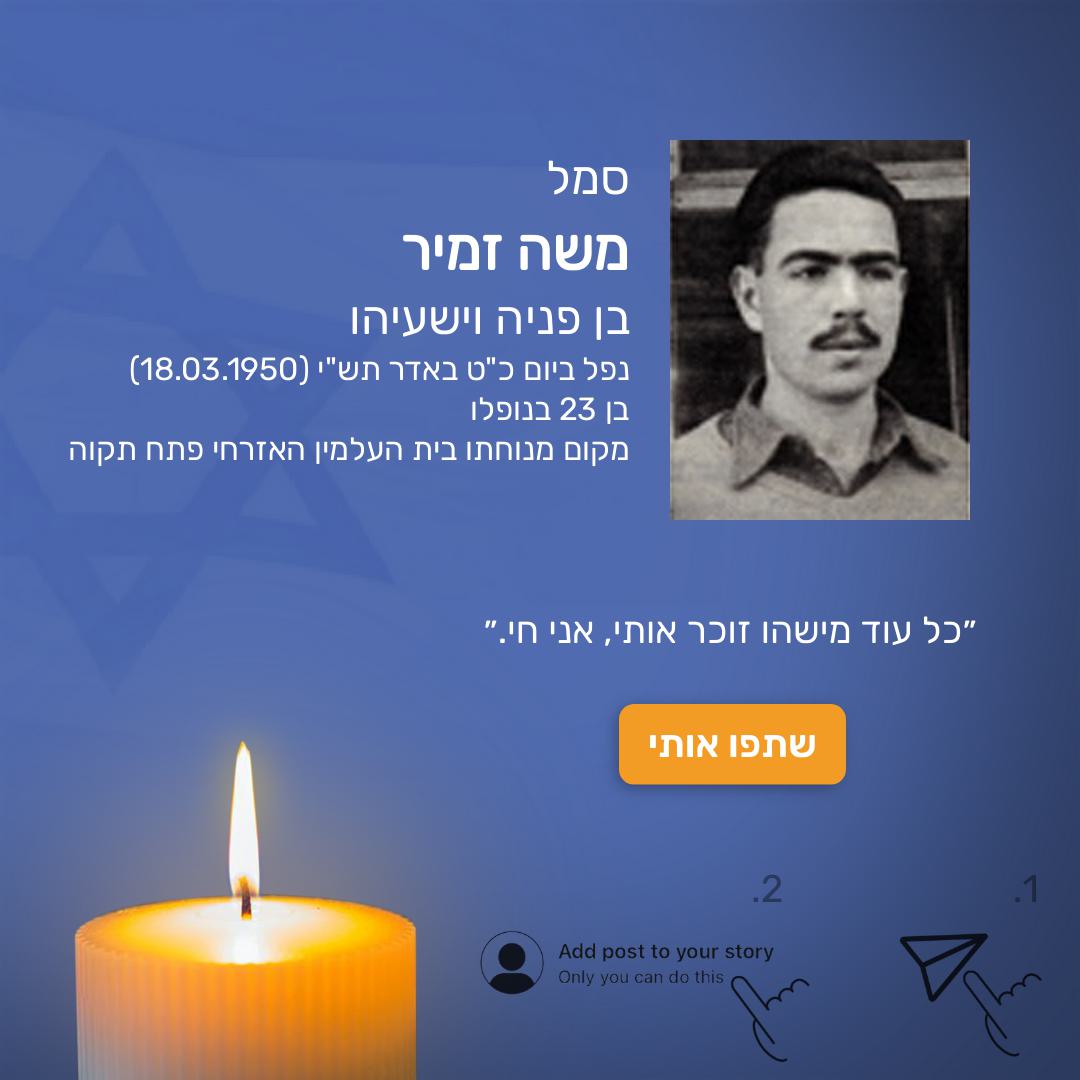 סמל
משה זמיר
בן פניה וישעיהו
נפל ביום כ"ט באדר תש"י (18.03.1950)
בן 23 בנופלו
מקום מנוחתו בית העלמין האזרחי פתח תקוה
״כל עוד מישהו זוכר אותי, אני חי.״
שתפו אותי
1.
2.
Add post to your story
Only you can do this